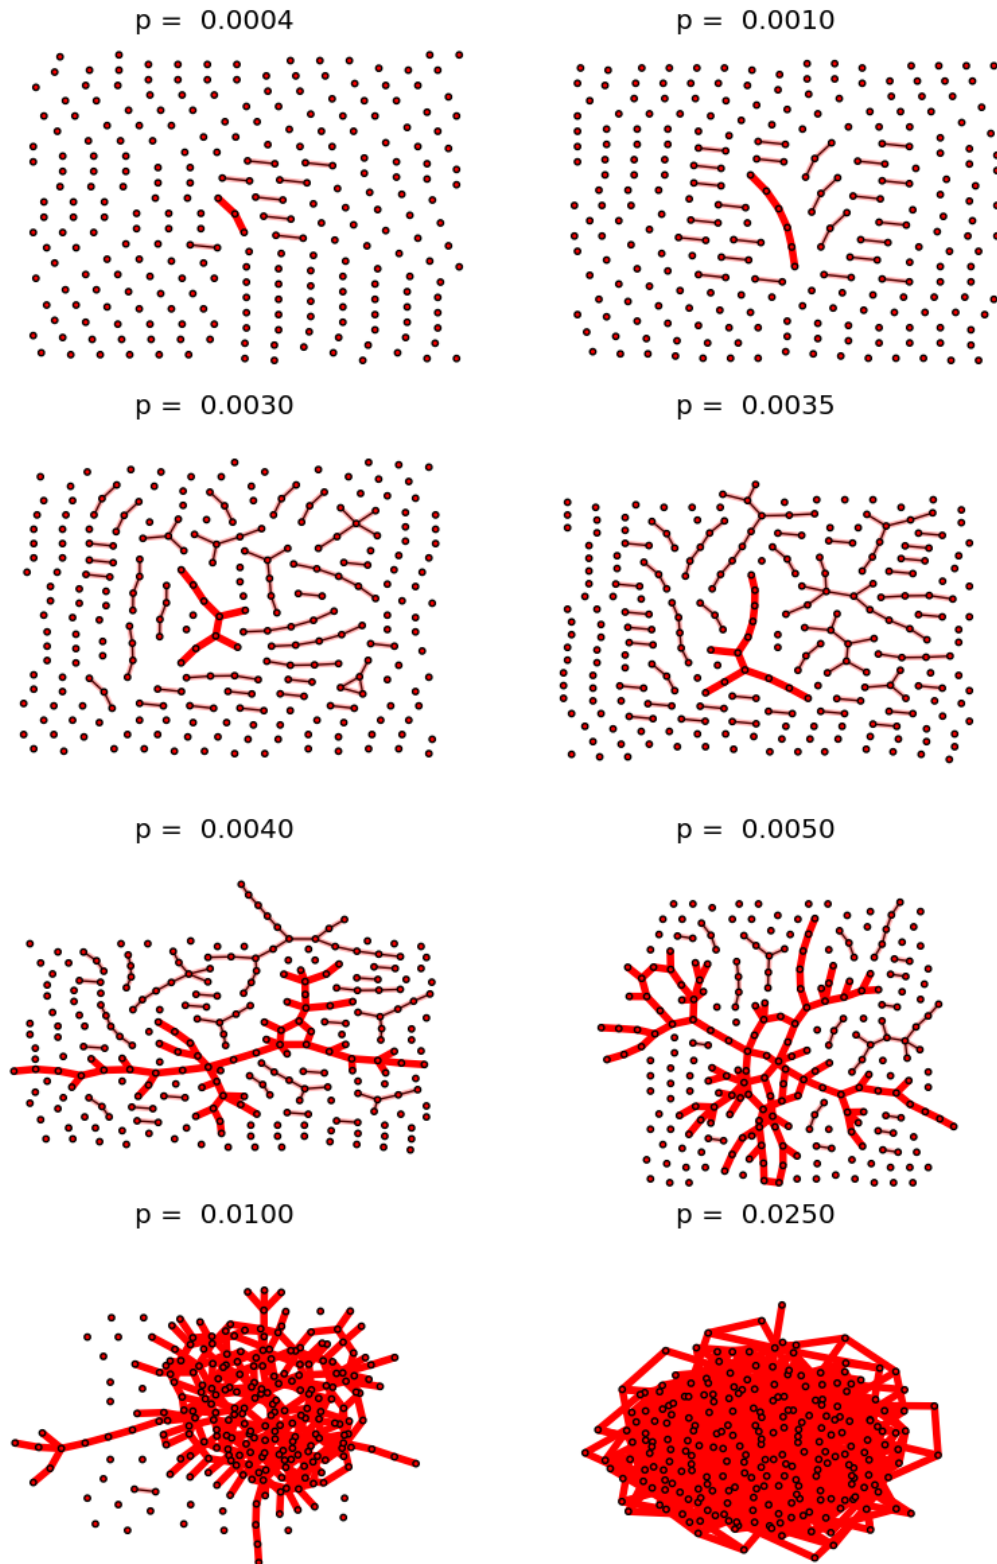 p = 0.0004
p = 0.0010
p = 0.0030
p = 0.0035
p = 0.0040
p = 0.0050
p = 0.0100
p = 0.0250